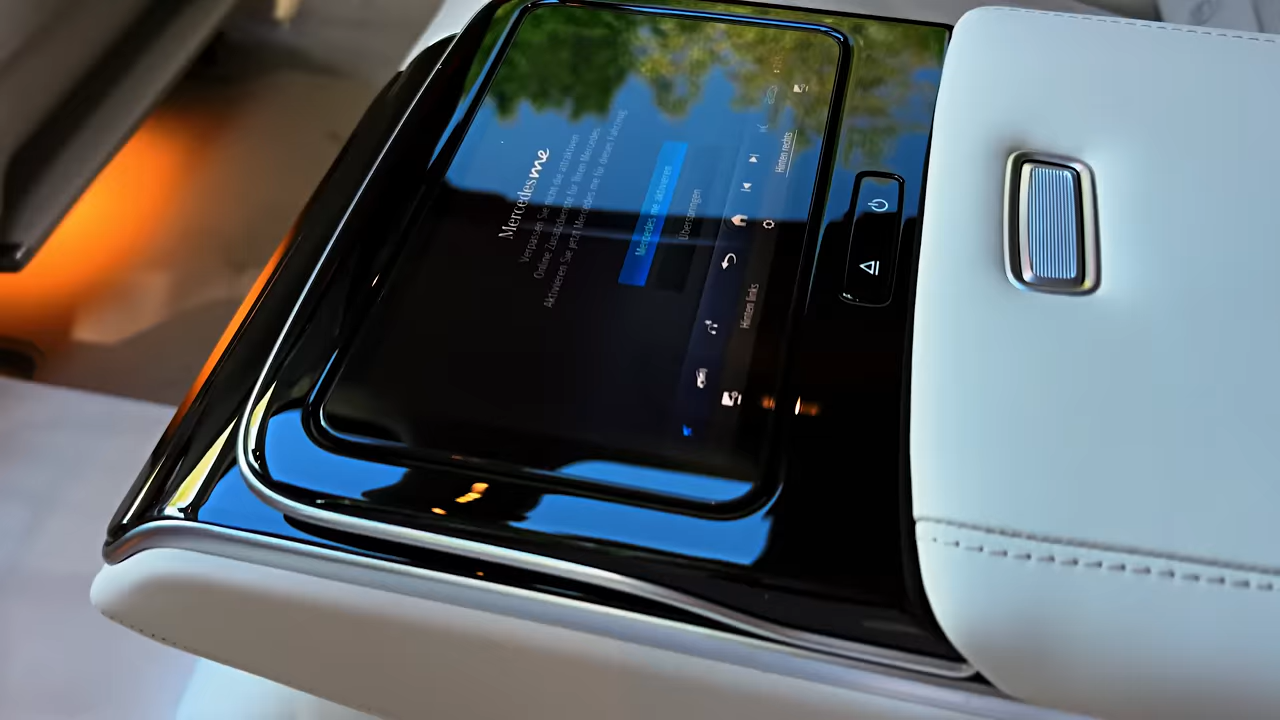 Mercedes me
Verpassen Sie nicht die attraktiven
Online Zusatzdienste für Ihren Mercedes.
Aktivieren Sie jetzt Mercedes me für dieses Fahrzeug
Mercedes me aktivieren
Überspringen
Hinten links
Hinten rechts